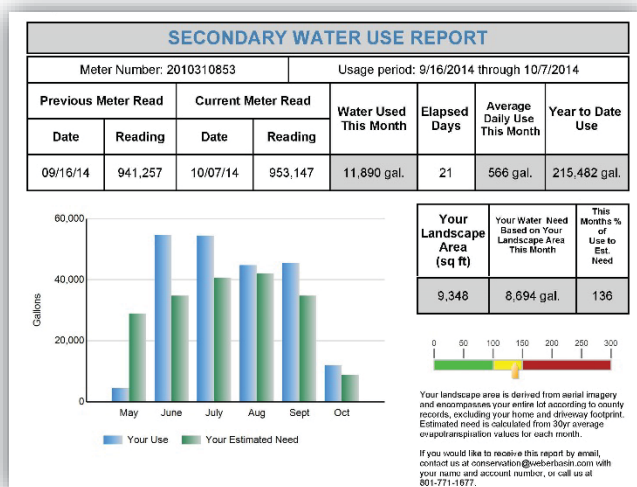 SECONDARY WATER USE REPORT
Meter Number: 2010310853
Usage period: 9/16/2014 through 10/7/2014
Previous Meter Read
Current Meter Read
Water Used This Month
Elapsed Days
Average Daily Use This Month
Year to Date Use
Date
Reading
Date
Reading
09/16/14
941,257
10/07/14
953,147
11,890 gal.
21
566 gal.
215,482 gal.
60,000
40,000
20,000
0
Gallons
May
June
July
Aug
Sept
Oct
Your Use
Your Estimated Need
Your Landscape Area (sq ft)
Your Water Need Based on Your Landscape Area This Month
This Months % of Use to Est. Need
9,348
8,694 gal.
136
0 50 100 150 200 250 300
Your landscape area is derived from aerial imagery
and encompasses your entire lot according to county
records, excluding your home and driveway footprint.
Estimated need is calculated from 30yr average
evapotranspiration values for each month.
If you would like to receive this report by email,
contact us at conservation@weberbasin.com with
your name and account number, or call us at
801-771-1677.